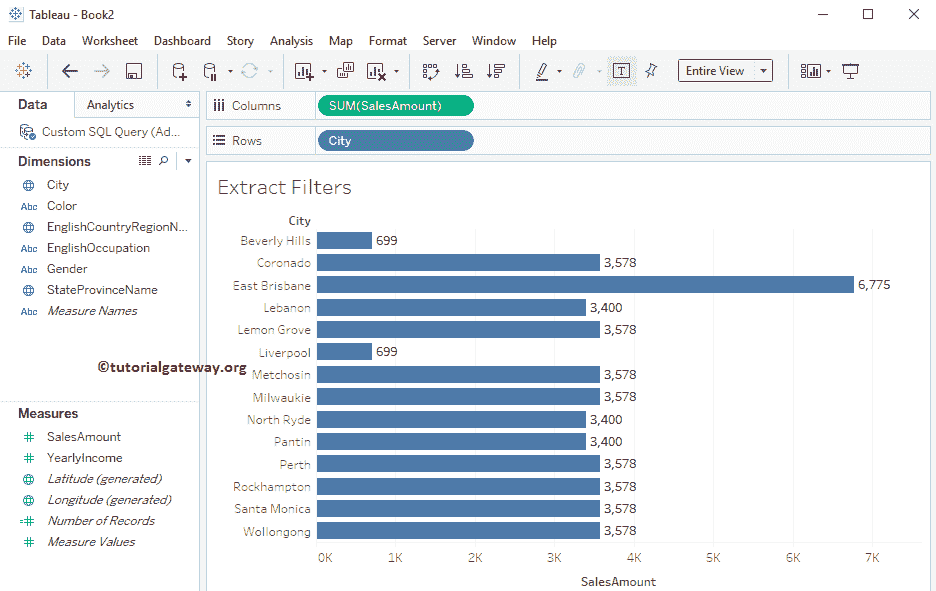 Tableau - Book2
File Data Worksheet Dashboard Story Analysis Map Format Server Window Help
T Entire View
Data Analytics
Custom SQL Query (Ad...
Dimensions
City
Abc Color
EnglishCountryRegionN...
Abc EnglishOccupation
Abc Gender
StateProvinceName
Abc Measure Names
©tutorialgateway.org
Measures
SalesAmount
YearlyIncome
Latitude (generated)
Longitude (generated)
Number of Records
Measure Values
Columns SUM(SalesAmount)
Rows City
Extract Filters
City
Beverly Hills 699
Coronado 3,578
East Brisbane 6,775
Lebanon 3,400
Lemon Grove 3,578
Liverpool 699
Metchosin 3,578
Milwaukie 3,578
North Ryde 3,400
Pantin 3,400
Perth 3,578
Rockhampton 3,578
Santa Monica 3,578
Wollongong 3,578
0K 1K 2K 3K 4K 5K 6K 7K
SalesAmount